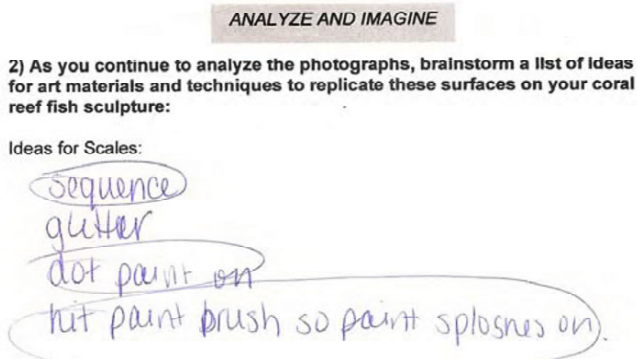 ANALYZE AND IMAGINE
2) As you continue to analyze the photographs, brainstorm a list of ideas
for art materials and techniques to replicate these surfaces on your coral
reef fish sculpture:
Ideas for Scales:
sequence
glitter
dot paint on
hit paint brush so paint sploshes on.